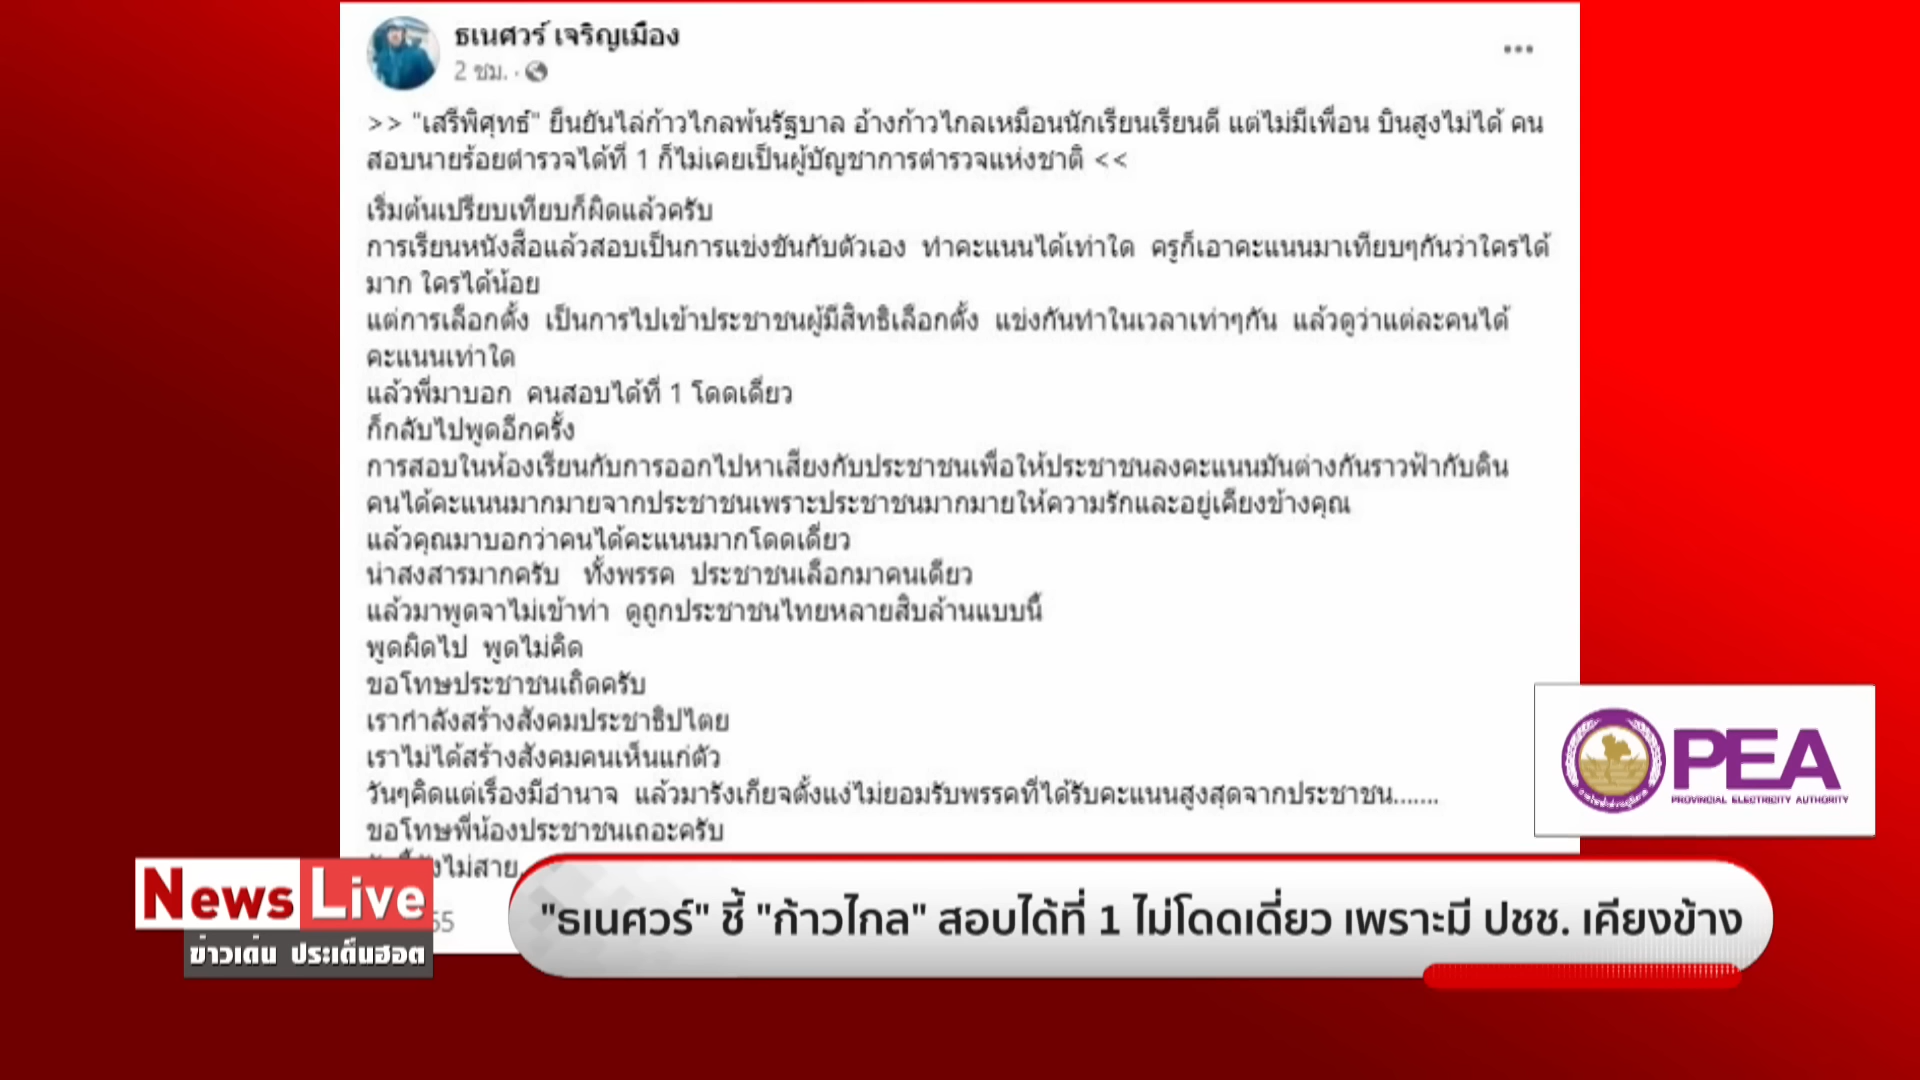 ธเนศวร์ เจริญเมือง
2 ชม. ·
>> "เสรีพิศุทธ์" ยืนยันไล่ก้าวไกลพ้นรัฐบาล อ้างก้าวไกลเหมือนนักเรียนเรียนดี แต่ไม่มีเพื่อน บินสูงไม่ได้ คน
สอบนายร้อยตำรวจได้ที่ 1 ก็ไม่เคยเป็นผู้บัญชาการตำรวจแห่งชาติ <<
เริ่มต้นเปรียบเทียบก็ผิดแล้วครับ
การเรียนหนังสือแล้วสอบเป็นการแข่งขันกับตัวเอง ทำคะแนนได้เท่าใด ครูก็เอาคะแนนมาเทียบๆกันว่าใครได้
มาก ใครได้น้อย
แต่การเลือกตั้ง เป็นการไปเข้าประชาชนผู้มีสิทธิเลือกตั้ง แข่งกันทำในเวลาเท่าๆกัน แล้วดูว่าแต่ละคนได้
คะแนนเท่าใด
แล้วพี่มาบอก คนสอบได้ที่ 1 โดดเดี่ยว
ก็กลับไปพูดอีกครั้ง
การสอบในห้องเรียนกับการออกไปหาเสียงกับประชาชนเพื่อให้ประชาชนลงคะแนนมันต่างกันราวฟ้ากับดิน
คนได้คะแนนมากมายจากประชาชนเพราะประชาชนมากมายให้ความรักและอยู่เคียงข้างคุณ
แล้วคุณมาบอกว่าคนได้คะแนนมากโดดเดี่ยว
น่าสงสารมากครับ ทั้งพรรค ประชาชนเลือกมาคนเดียว
แล้วมาพูดจาไม่เข้าท่า ดูถูกประชาชนไทยหลายสิบล้านแบบนี้
พูดผิดไป พูดไม่คิด
ขอโทษประชาชนเถิดครับ
เรากำลังสร้างสังคมประชาธิปไตย
เราไม่ได้สร้างสังคมคนเห็นแก่ตัว
วันๆคิดแต่เรื่องมีอำนาจ แล้วมารังเกียจตั้งแง่ไม่ยอมรับพรรคที่ได้รับคะแนนสูงสุดจากประชาชน.......
ขอโทษพี่น้องประชาชนเถอะครับ
ไม่สาย
PEA
PROVINCIAL ELECTRICITY AUTHORITY
News Live
ข่าวเด่น ประเด็นฮอต
"ธเนศวร์" ชี้ "ก้าวไกล" สอบได้ที่ 1 ไม่โดดเดี่ยว เพราะมี ปชช. เคียงข้าง